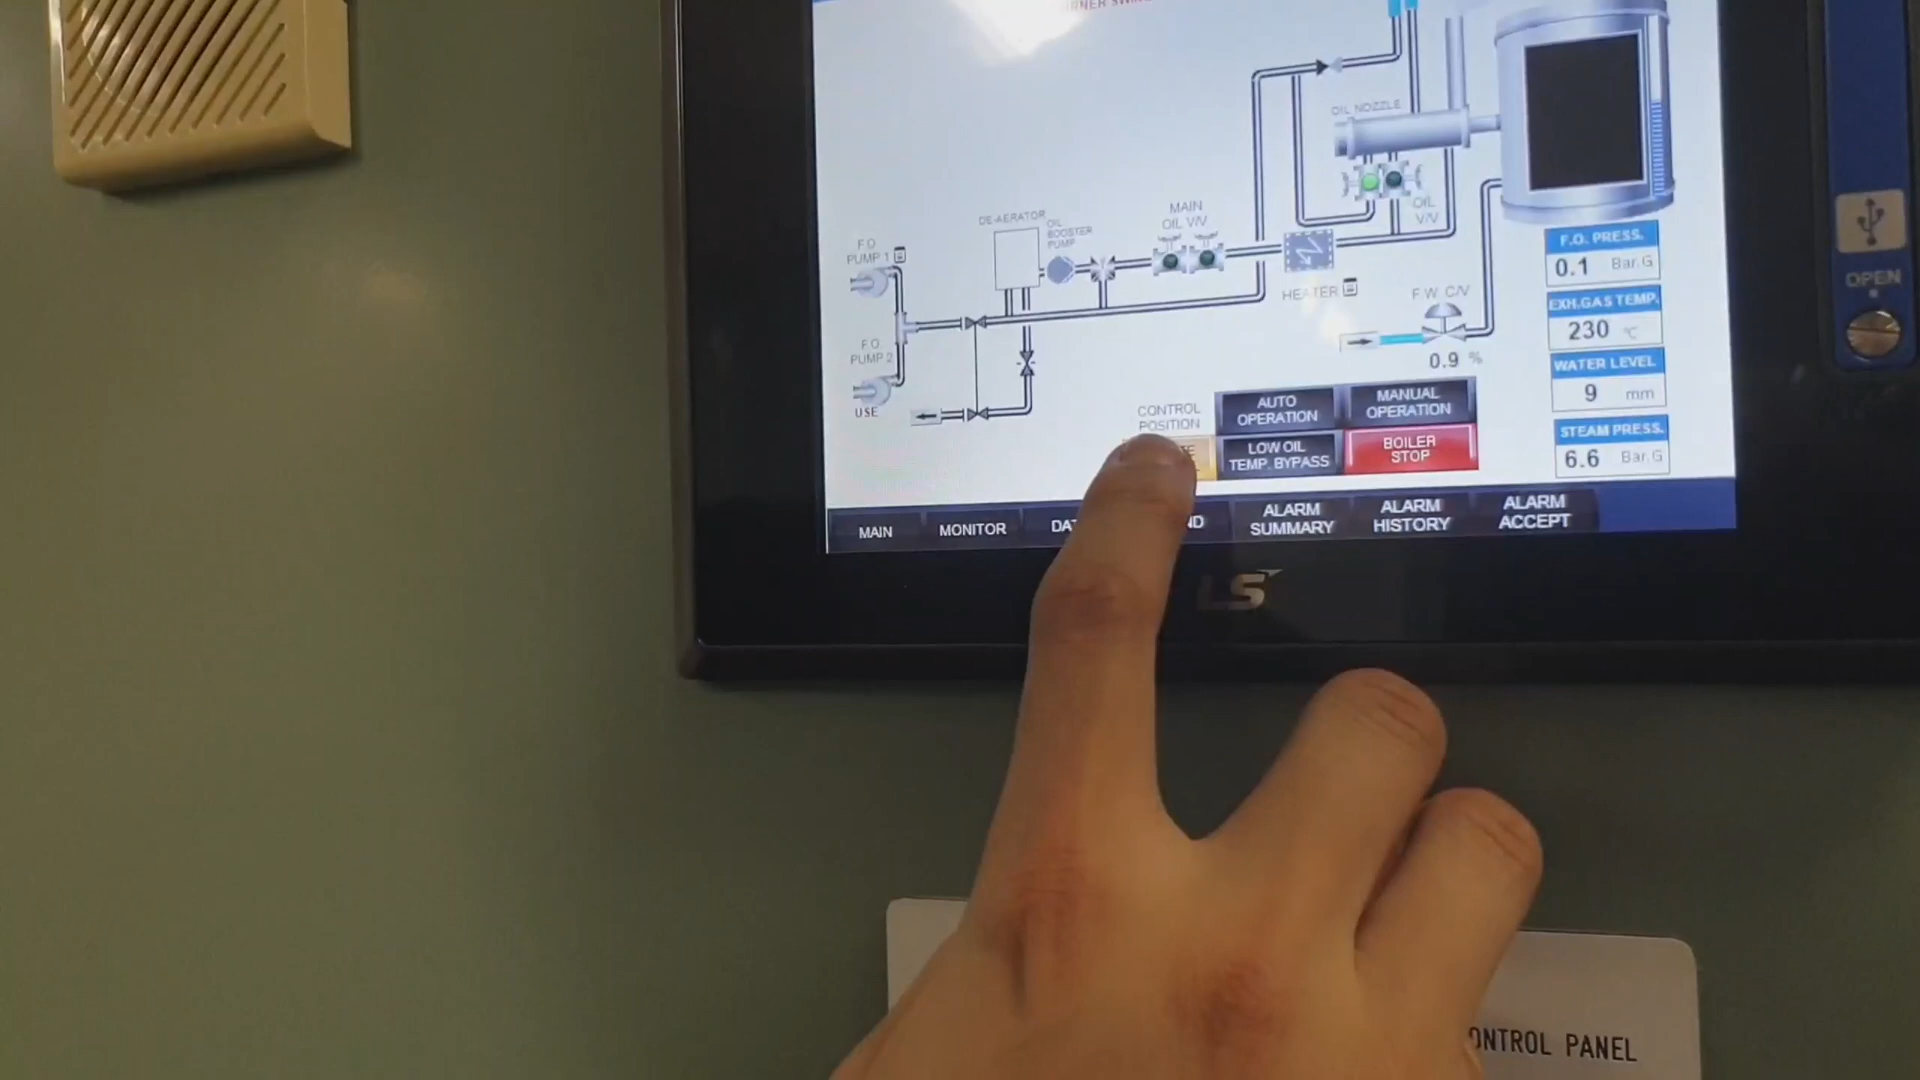 OIL NOZZLE
OIL
V/V
MAIN
OIL V/V
DE-AERATOR
OIL
BOOSTER
PUMP
F.O
PUMP 1
F.O.
PUMP 2
USE
HEATER
F.W. C/V
0.9 %
F.O. PRESS.
0.1 Bar.G
EXH.GAS TEMP.
230 ℃
WATER LEVEL
9 mm
STEAM PRESS.
6.6 Bar.G
CONTROL
POSITION
AUTO
OPERATION
MANUAL
OPERATION
LOW OIL
TEMP. BYPASS
BOILER
STOP
MAIN
MONITOR
ALARM
SUMMARY
ALARM
HISTORY
ALARM
ACCEPT
LS
OPEN
PANEL